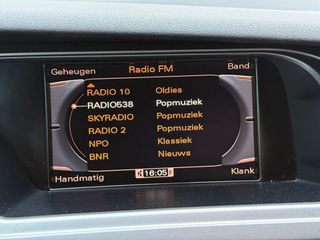 Geheugen Radio FM Band
RADIO 10 Oldies
RADIO538 Popmuziek
SKYRADIO Popmuziek
RADIO 2 Popmuziek
NPO Klassiek
BNR Nieuws
Handmatig 16:05 Klank